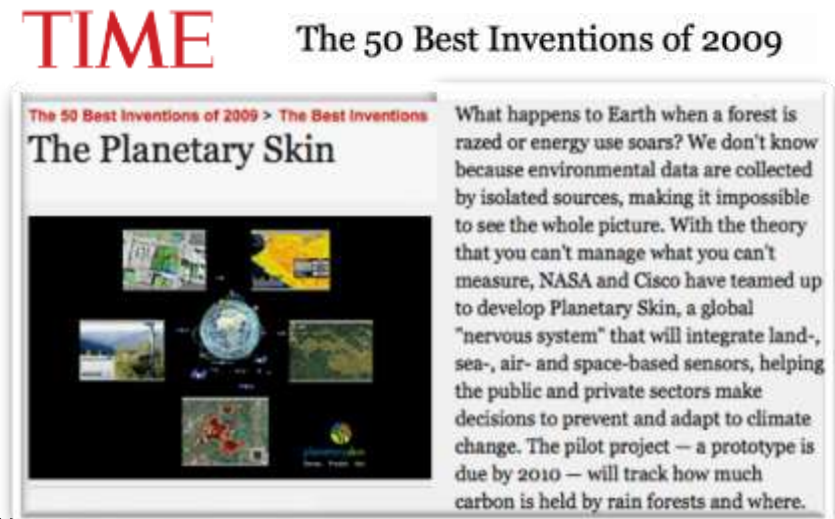 TIME
The 50 Best Inventions of 2009
The 50 Best Inventions of 2009 > The Best Inventions
The Planetary Skin
What happens to Earth when a forest is
razed or energy use soars? We don't know
because environmental data are collected
by isolated sources, making it impossible
to see the whole picture. With the theory
that you can't manage what you can't
measure, NASA and Cisco have teamed up
to develop Planetary Skin, a global
"nervous system" that will integrate land-,
sea-, air- and space-based sensors, helping
the public and private sectors make
decisions to prevent and adapt to climate
change. The pilot project — a prototype is
due by 2010 — will track how much
carbon is held by rain forests and where.
planetaryskin